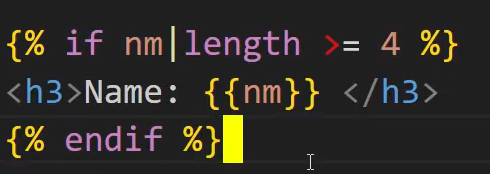 {% if nm|length >= 4 %}
<h3>Name: {{nm}} </h3>
{% endif %}